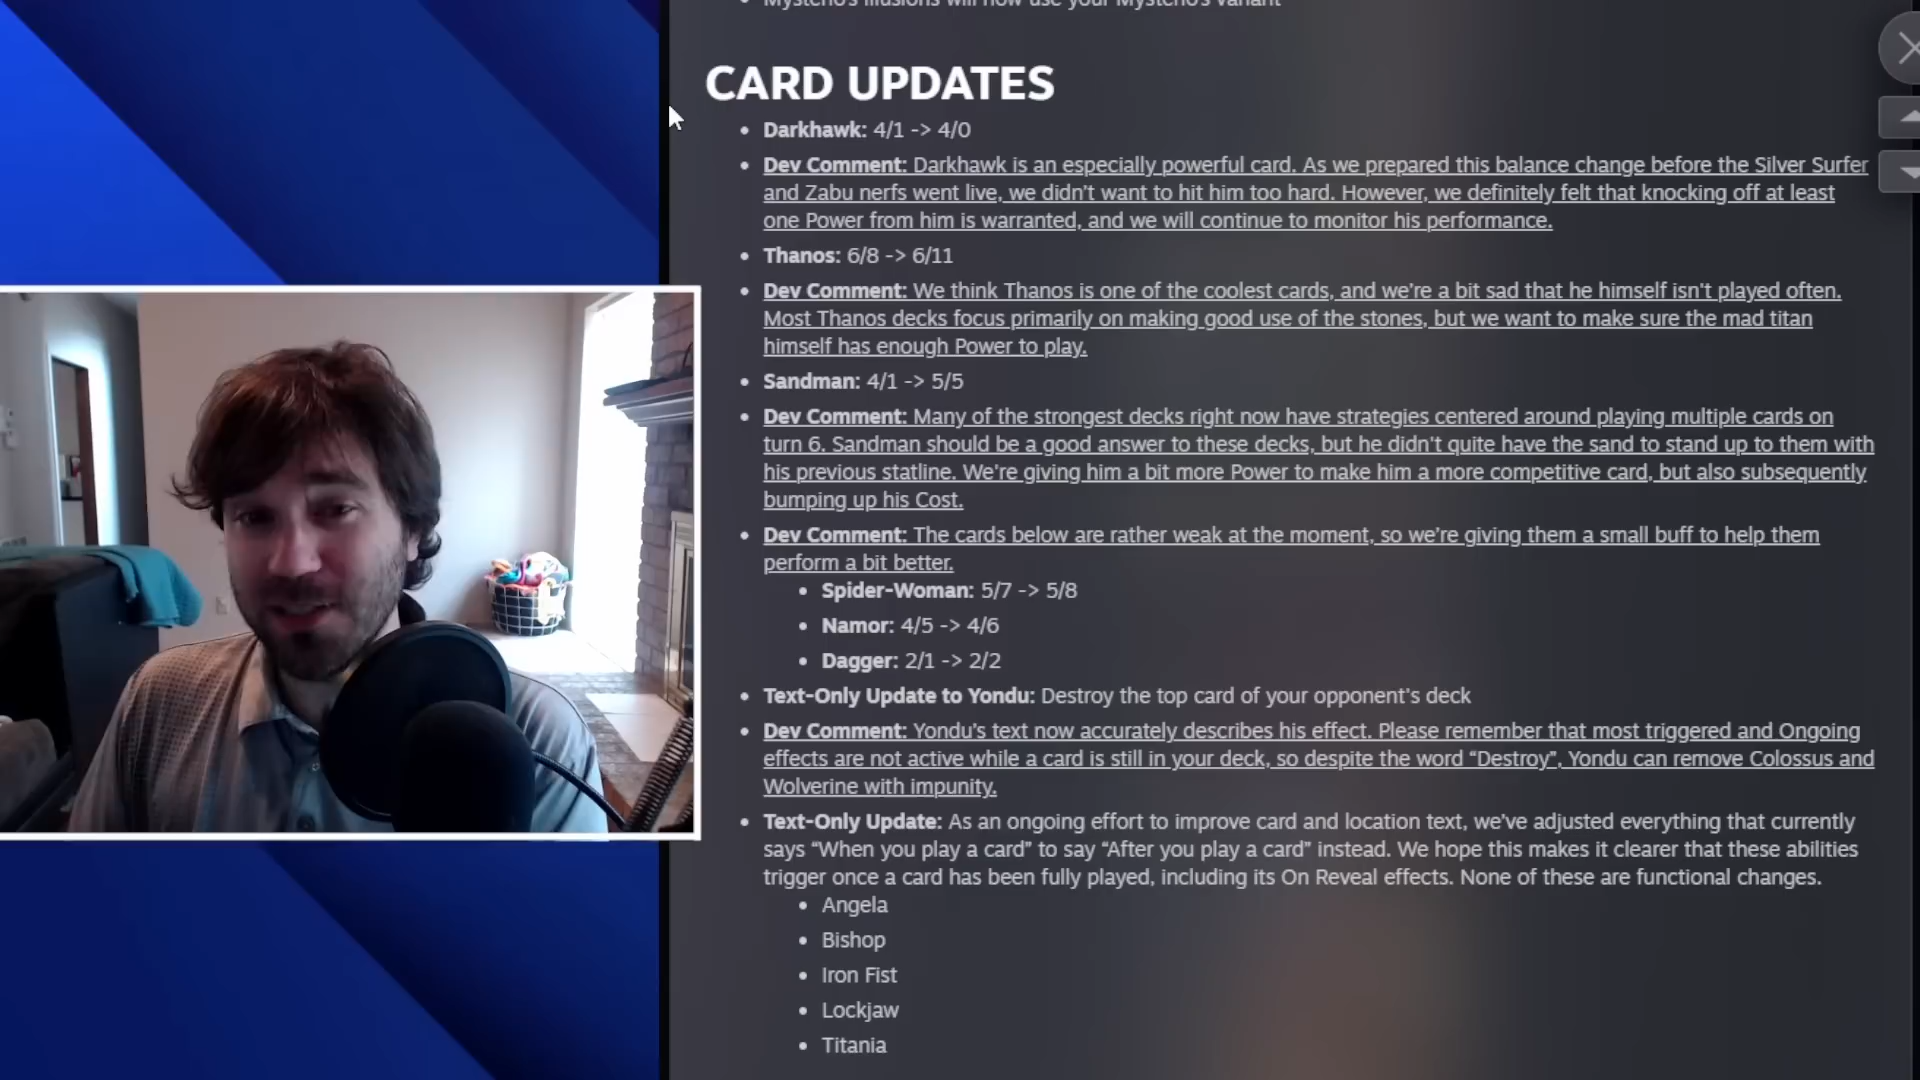 Mysterio's Illusions will now use your Mysterio's variant
CARD UPDATES
Darkhawk: 4/1 -> 4/0
Dev Comment: Darkhawk is an especially powerful card. As we prepared this balance change before the Silver Surfer
and Zabu nerfs went live, we didn't want to hit him too hard. However, we definitely felt that knocking off at least
one Power from him is warranted, and we will continue to monitor his performance.
Thanos: 6/8 -> 6/11
Dev Comment: We think Thanos is one of the coolest cards, and we're a bit sad that he himself isn't played often.
Most Thanos decks focus primarily on making good use of the stones, but we want to make sure the mad titan
himself has enough Power to play.
Sandman: 4/1 -> 5/5
Dev Comment: Many of the strongest decks right now have strategies centered around playing multiple cards on
turn 6. Sandman should be a good answer to these decks, but he didn't quite have the sand to stand up to them with
his previous statline. We're giving him a bit more Power to make him a more competitive card, but also subsequently
bumping up his Cost.
Dev Comment: The cards below are rather weak at the moment, so we're giving them a small buff to help them
perform a bit better.
Spider-Woman: 5/7 -> 5/8
Namor: 4/5 -> 4/6
Dagger: 2/1 -> 2/2
Text-Only Update to Yondu: Destroy the top card of your opponent's deck
Dev Comment: Yondu's text now accurately describes his effect. Please remember that most triggered and Ongoing
effects are not active while a card is still in your deck, so despite the word “Destroy”, Yondu can remove Colossus and
Wolverine with impunity.
Text-Only Update: As an ongoing effort to improve card and location text, we've adjusted everything that currently
says “When you play a card” to say “After you play a card” instead. We hope this makes it clearer that these abilities
trigger once a card has been fully played, including its On Reveal effects. None of these are functional changes.
Angela
Bishop
Iron Fist
Lockjaw
Titania